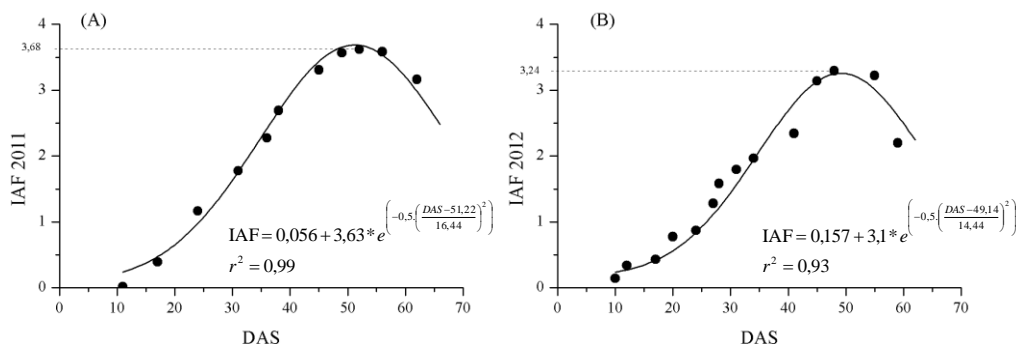 (A)
4
3,68
3
2
1
0
IAF 2011
IAF = 0,056 + 3,63* e^(−0,5.((DAS−51,22)/16,44)^2)
r^2 = 0,99
0 10 20 30 40 50 60 70
DAS
(B)
4
3,24
3
2
1
0
IAF 2012
IAF = 0,157 + 3,1* e^(−0,5.((DAS−49,14)/14,44)^2)
r^2 = 0,93
0 10 20 30 40 50 60 70
DAS